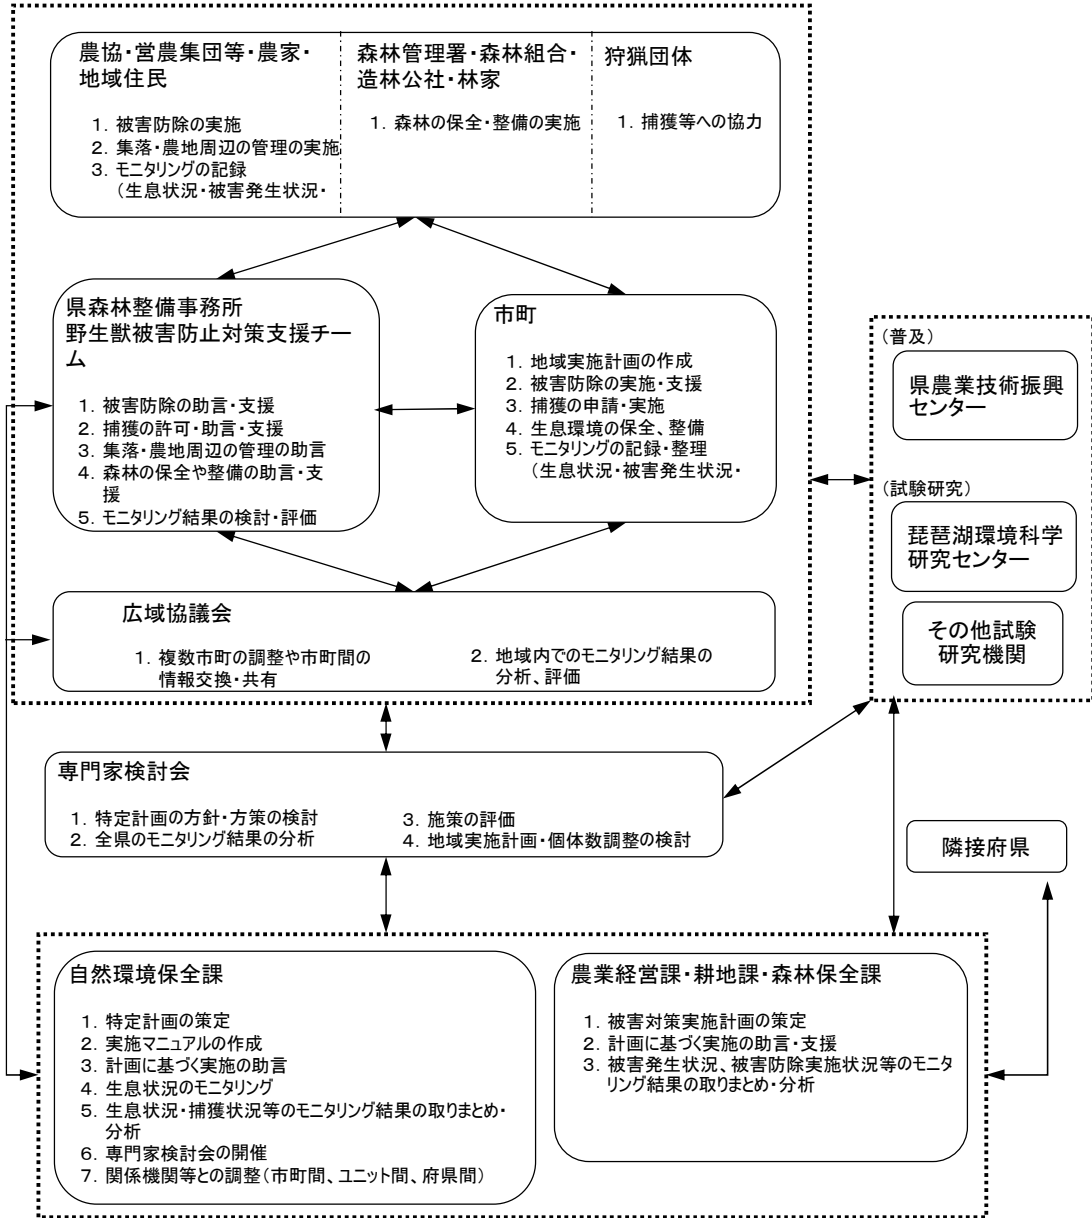 農協・営農集団等・農家・
地域住民
1. 被害防除の実施
2. 集落・農地周辺の管理の実施
3. モニタリングの記録
(生息状況・被害発生状況・
森林管理署・森林組合・
造林公社・林家
1. 森林の保全・整備の実施
狩猟団体
1. 捕獲等への協力
県森林整備事務所
野生獣被害防止対策支援チー
ム
1. 被害防除の助言・支援
2. 捕獲の許可・助言・支援
3. 集落・農地周辺の管理の助言
4. 森林の保全や整備の助言・支
援
5. モニタリング結果の検討・評価
市町
1. 地域実施計画の作成
2. 被害防除の実施・支援
3. 捕獲の申請・実施
4. 生息環境の保全、整備
5. モニタリングの記録・整理
(生息状況・被害発生状況・
(普及)
県農業技術振興
センター
(試験研究)
琵琶湖環境科学
研究センター
その他試験
研究機関
広域協議会
1. 複数市町の調整や市町間の
情報交換・共有
2. 地域内でのモニタリング結果の
分析、評価
専門家検討会
1. 特定計画の方針・方策の検討
2. 全県のモニタリング結果の分析
3. 施策の評価
4. 地域実施計画・個体数調整の検討
隣接府県
自然環境保全課
1. 特定計画の策定
2. 実施マニュアルの作成
3. 計画に基づく実施の助言
4. 生息状況のモニタリング
5. 生息状況・捕獲状況等のモニタリング結果の取りまとめ・
分析
6. 専門家検討会の開催
7. 関係機関等との調整(市町間、ユニット間、府県間)
農業経営課・耕地課・森林保全課
1. 被害対策実施計画の策定
2. 計画に基づく実施の助言・支援
3. 被害発生状況、被害防除実施状況等のモニ
タリング結果の取りまとめ・分析